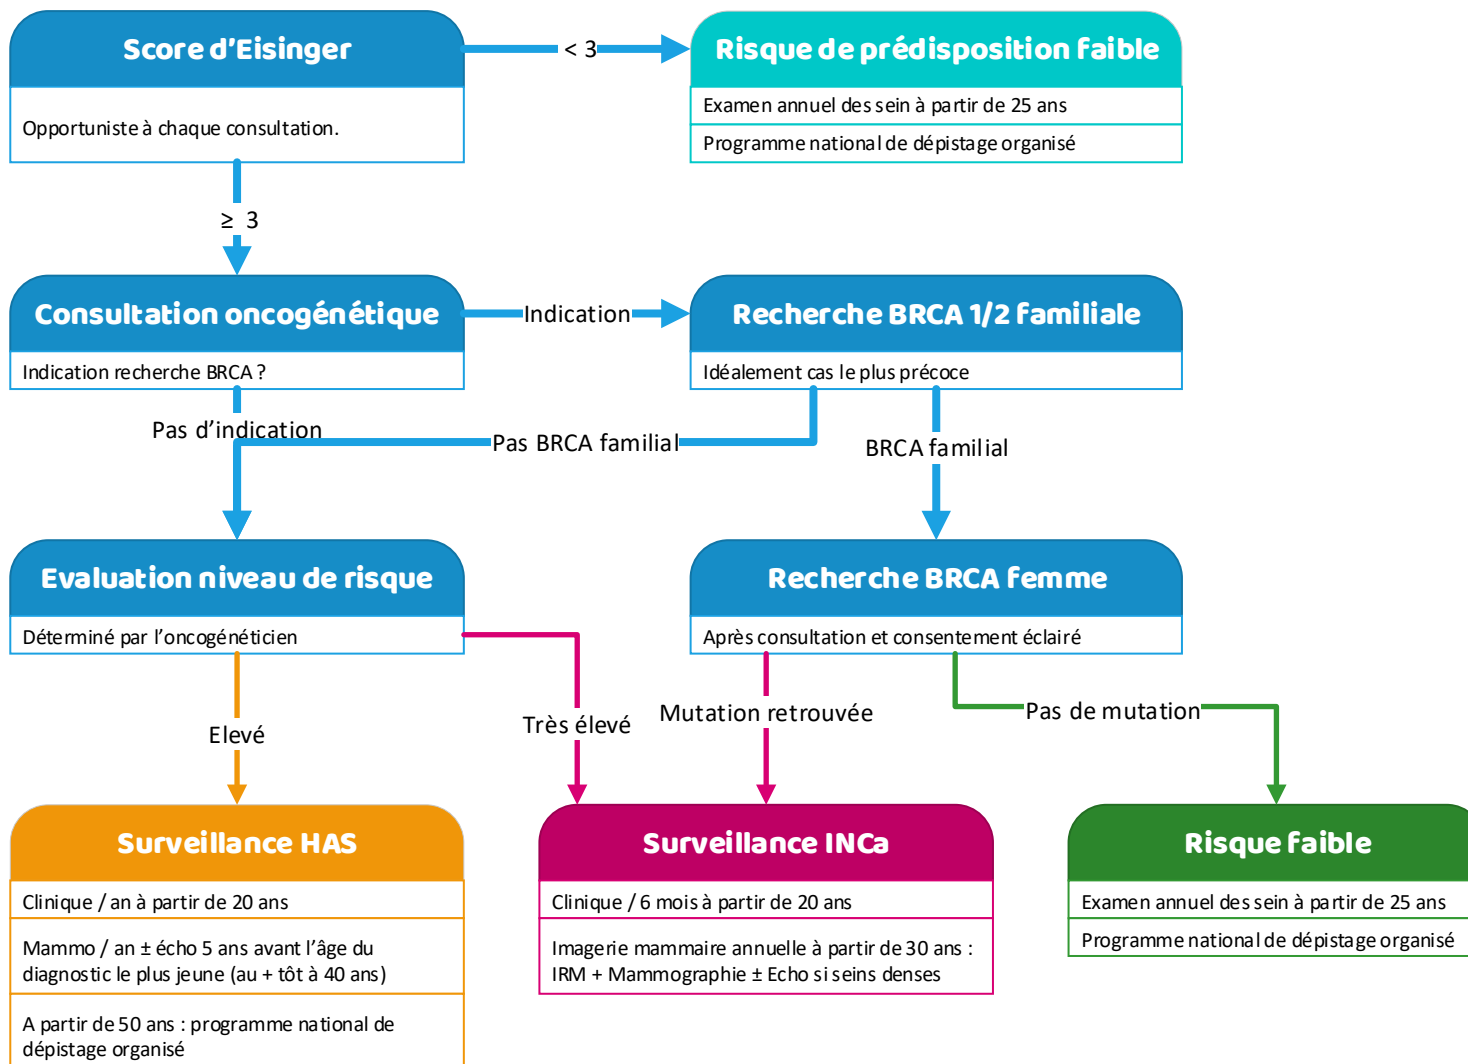 Score d'Eisinger
Opportuniste à chaque consultation.
< 3
Risque de prédisposition faible
Examen annuel des sein à partir de 25 ans
Programme national de dépistage organisé
≥ 3
Consultation oncogénétique
Indication recherche BRCA ?
Indication
Recherche BRCA 1/2 familiale
Idéalement cas le plus précoce
Pas d'indication
Pas BRCA familial
BRCA familial
Evaluation niveau de risque
Déterminé par l'oncogénéticien
Recherche BRCA femme
Après consultation et consentement éclairé
Elevé
Très élevé
Mutation retrouvée
Pas de mutation
Surveillance HAS
Clinique / an à partir de 20 ans
Mammo / an ± écho 5 ans avant l'âge du
diagnostic le plus jeune (au + tôt à 40 ans)
A partir de 50 ans : programme national de
dépistage organisé
Surveillance INCa
Clinique / 6 mois à partir de 20 ans
Imagerie mammaire annuelle à partir de 30 ans :
IRM + Mammographie ± Echo si seins denses
Risque faible
Examen annuel des sein à partir de 25 ans
Programme national de dépistage organisé